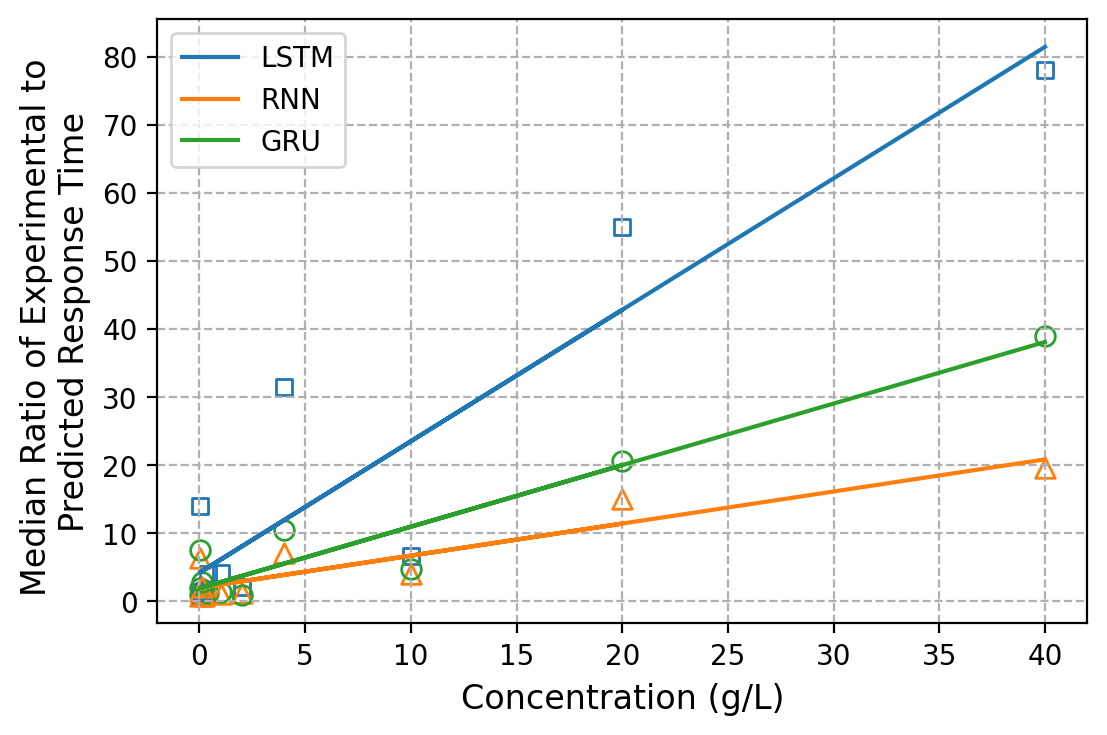 LSTM
RNN
GRU
Median Ratio of Experimental to
Predicted Response Time
80
70
60
50
40
30
20
10
0
0 5 10 15 20 25 30 35 40
Concentration (g/L)